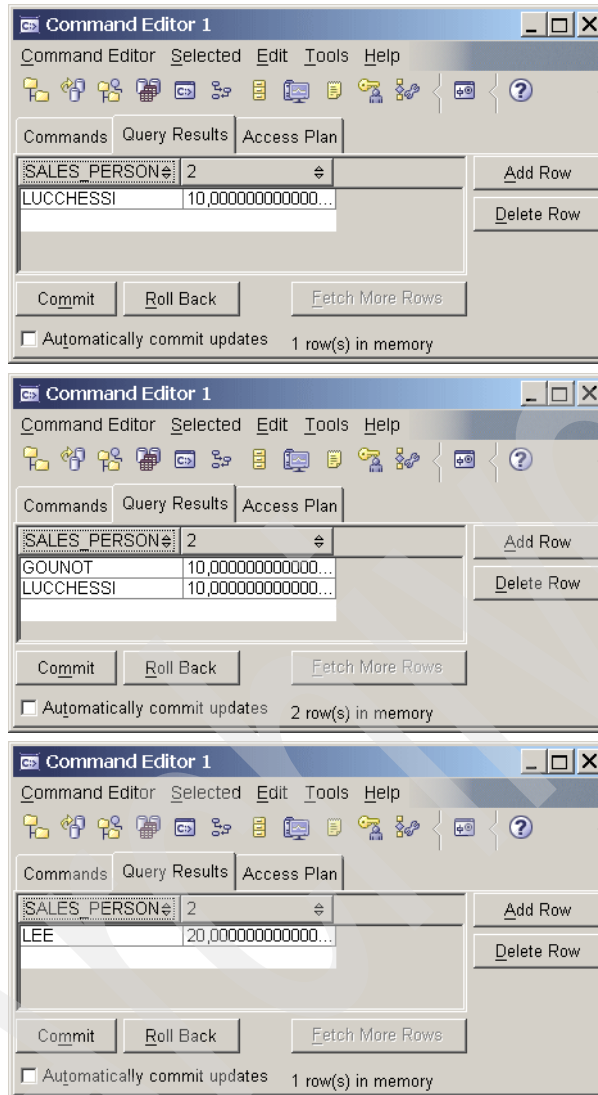 Command Editor 1
Command Editor Selected Edit Tools Help
Commands Query Results Access Plan
SALES_PERSON 2
LUCCHESSI 10,000000000000...
Add Row
Delete Row
Commit Roll Back Fetch More Rows
Automatically commit updates 1 row(s) in memory
Command Editor 1
Command Editor Selected Edit Tools Help
Commands Query Results Access Plan
SALES_PERSON 2
GOUNOT 10,000000000000...
LUCCHESSI 10,000000000000...
Add Row
Delete Row
Commit Roll Back Fetch More Rows
Automatically commit updates 2 row(s) in memory
Command Editor 1
Command Editor Selected Edit Tools Help
Commands Query Results Access Plan
SALES_PERSON 2
LEE 20,000000000000...
Add Row
Delete Row
Commit Roll Back Fetch More Rows
Automatically commit updates 1 row(s) in memory